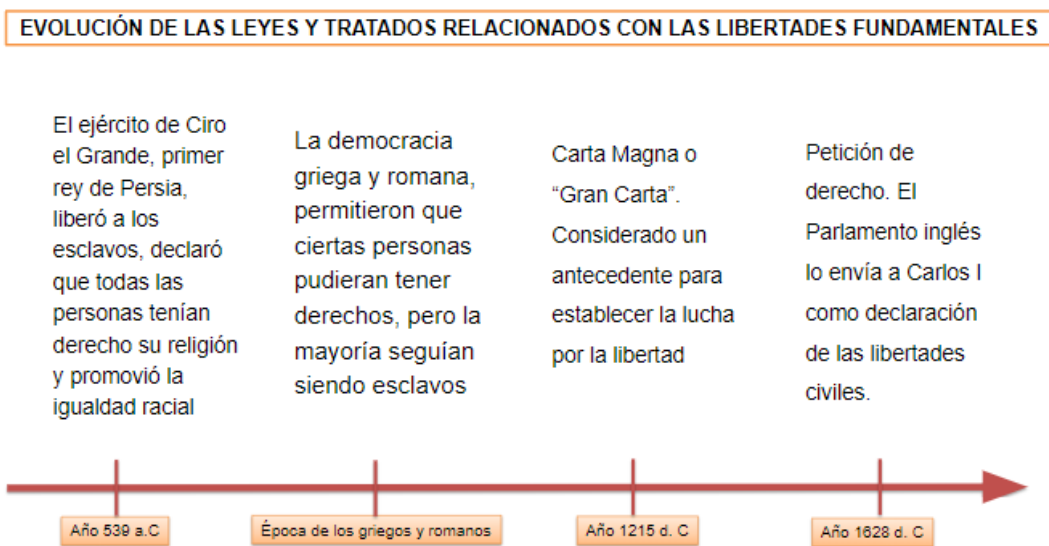 EVOLUCIÓN DE LAS LEYES Y TRATADOS RELACIONADOS CON LAS LIBERTADES FUNDAMENTALES
El ejército de Ciro
el Grande, primer
rey de Persia,
liberó a los
esclavos, declaró
que todas las
personas tenían
derecho su religión
y promovió la
igualdad racial
La democracia
griega y romana,
permitieron que
ciertas personas
pudieran tener
derechos, pero la
mayoría seguían
siendo esclavos
Carta Magna o
“Gran Carta”.
Considerado un
antecedente para
establecer la lucha
por la libertad
Petición de
derecho. El
Parlamento inglés
lo envía a Carlos I
como declaración
de las libertades
civiles.
Año 539 a.C
Época de los griegos y romanos
Año 1215 d. C
Año 1628 d. C